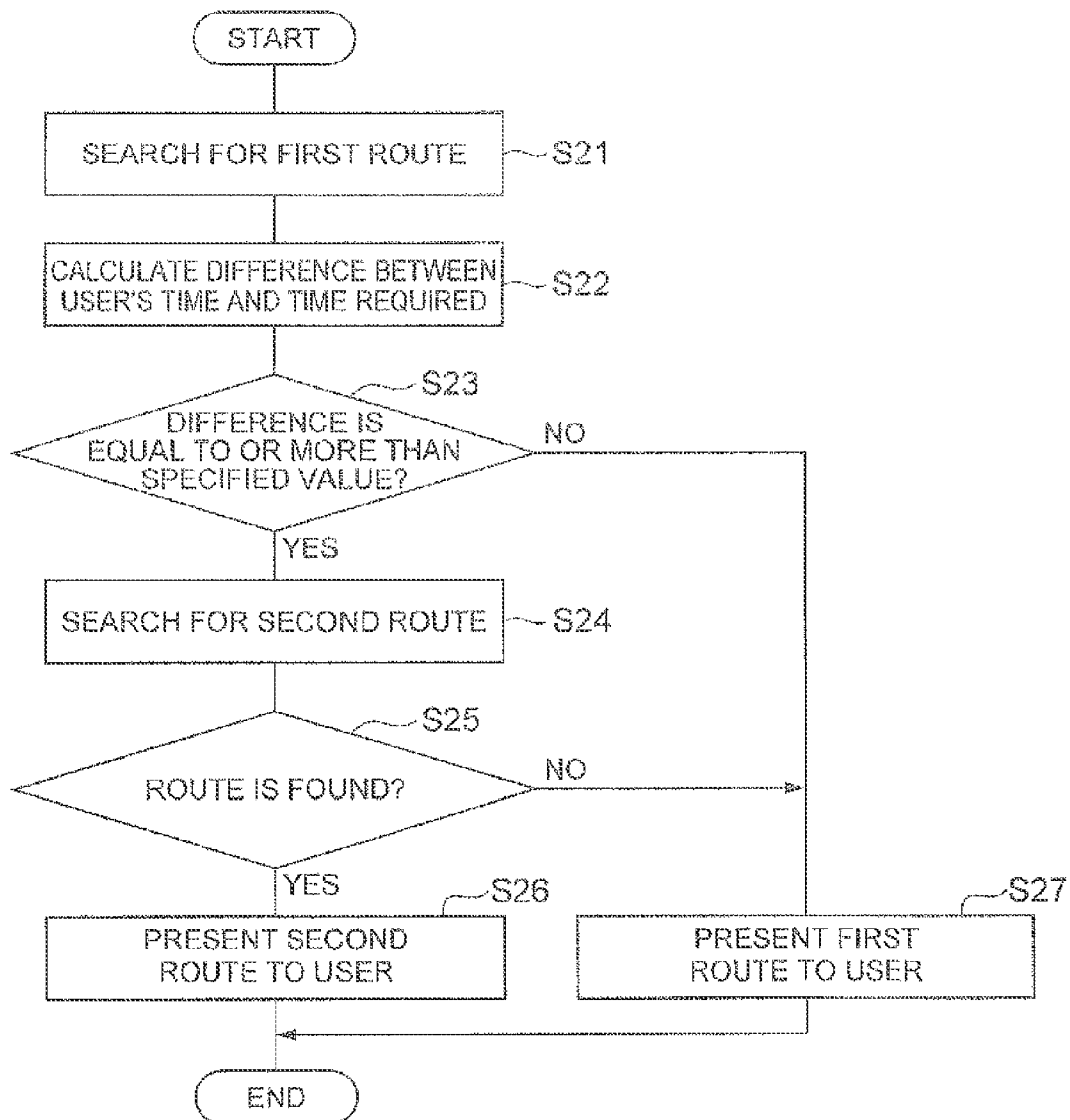 START
SEARCH FOR FIRST ROUTE
S21
CALCULATE DIFFERENCE BETWEEN
USER'S TIME AND TIME REQUIRED
S22
S23
DIFFERENCE IS
EQUAL TO OR MORE THAN
SPECIFIED VALUE?
NO
YES
SEARCH FOR SECOND ROUTE
S24
S25
ROUTE IS FOUND?
NO
YES
S26
PRESENT SECOND
ROUTE TO USER
S27
PRESENT FIRST
ROUTE TO USER
END